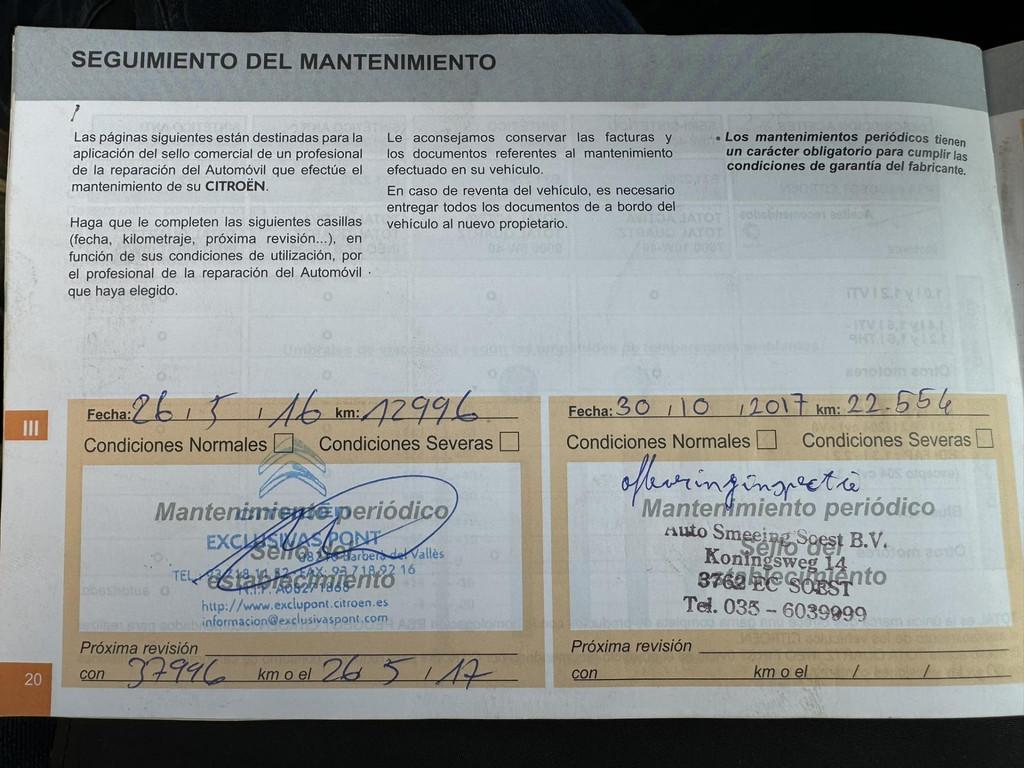 SEGUIMIENTO DEL MANTENIMIENTO
Las páginas siguientes están destinadas para la
aplicación del sello comercial de un profesional
de la reparación del Automóvil que efectúe el
mantenimiento de su CITROËN.
Haga que le completen las siguientes casillas
(fecha, kilometraje, próxima revisión...), en
función de sus condiciones de utilización, por
el profesional de la reparación del Automóvil
que haya elegido.
Le aconsejamos conservar las facturas y
los documentos referentes al mantenimiento
efectuado en su vehículo.
En caso de reventa del vehículo, es necesario
entregar todos los documentos de a bordo del
vehículo al nuevo propietario.
• Los mantenimientos periódicos tienen
un carácter obligatorio para cumplir las
condiciones de garantía del fabricante.
III
Fecha: 26 / 5 / 16 km: 12996
Condiciones Normales Condiciones Severas
Mantenimiento periódico
CITROËN
EXCLUSIVAS PONT
Sello del
08210 Barberà del Vallès
establecimiento
http://www.exclupont.citroen.es
informacion@exclusivaspont.com
Próxima revisión
con 37996 km o el 26 / 5 / 17
Fecha: 30 / 10 / 2017 km: 22.554
Condiciones Normales Condiciones Severas
afleveringinspectie
Mantenimiento periódico
Auto Smeeing Soest B.V.
Sello del
Koningsweg 14
establecimiento
3762 EC SOEST
Tel. 035 - 6039999
Próxima revisión
con km o el / /
20